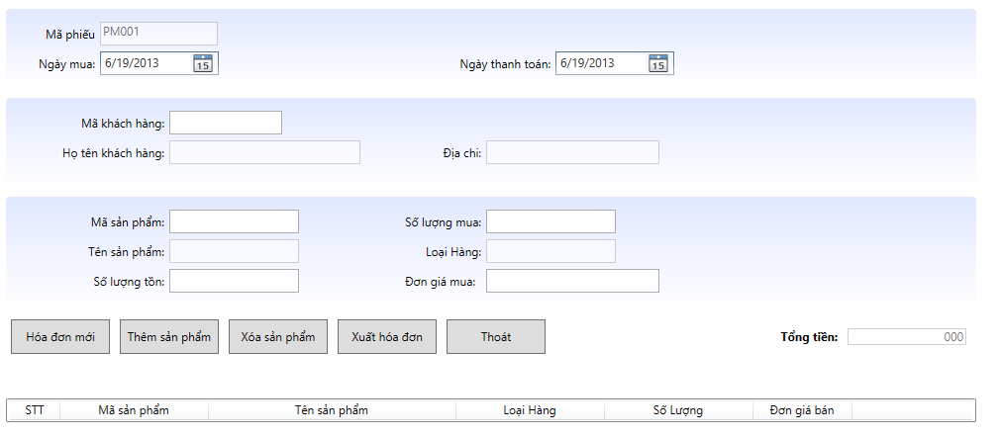 Mã phiếu PM001
Ngày mua: 6/19/2013 15 Ngày thanh toán: 6/19/2013 15
Mã khách hàng:
Họ tên khách hàng: Địa chỉ:
Mã sản phẩm: Số lượng mua:
Tên sản phẩm: Loại Hàng:
Số lượng tồn: Đơn giá mua:
Hóa đơn mới Thêm sản phẩm Xóa sản phẩm Xuất hóa đơn Thoát Tổng tiền: 000
STT Mã sản phẩm Tên sản phẩm Loại Hàng Số Lượng Đơn giá bán